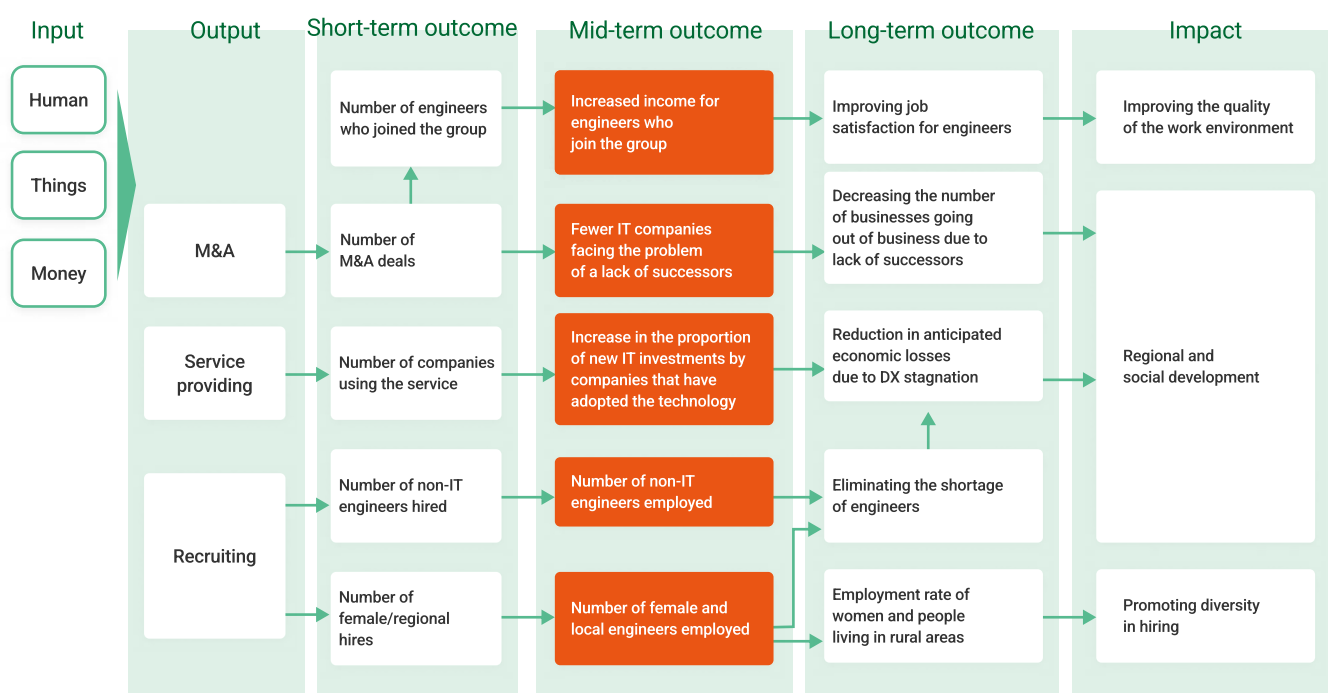 Input
Output
Short-term outcome
Mid-term outcome
Long-term outcome
Impact
Human
Things
Money
M&A
Service
providing
Recruiting
Number of engineers
who joined the group
Number of
M&A deals
Number of companies
using the service
Number of non-IT
engineers hired
Number of
female/regional
hires
Increased income for
engineers who
join the group
Fewer IT companies
facing the problem
of a lack of successors
Increase in the proportion
of new IT investments by
companies that have
adopted the technology
Number of non-IT
engineers employed
Number of female and
local engineers employed
Improving job
satisfaction for engineers
Decreasing the number
of businesses going
out of business due to
lack of successors
Reduction in anticipated
economic losses
due to DX stagnation
Eliminating the shortage
of engineers
Employment rate of
women and people
living in rural areas
Improving the quality
of the work environment
Regional and
social development
Promoting diversity
in hiring